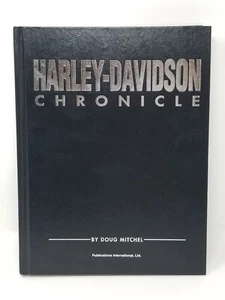 HARLEY-DAVIDSON
CHRONICLE
BY DOUG MITCHEL
Publications International, Ltd.